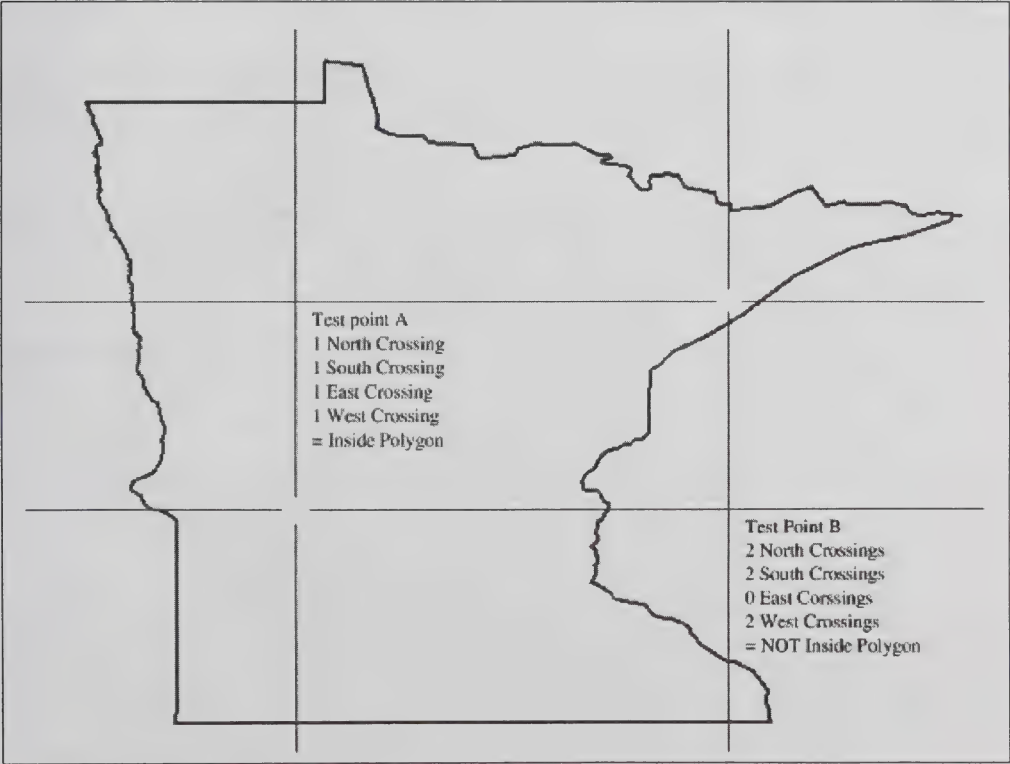 Test point A
1 North Crossing
1 South Crossing
1 East Crossing
1 West Crossing
= Inside Polygon
Test Point B
2 North Crossings
2 South Crossings
0 East Corssings
2 West Crossings
= NOT Inside Polygon